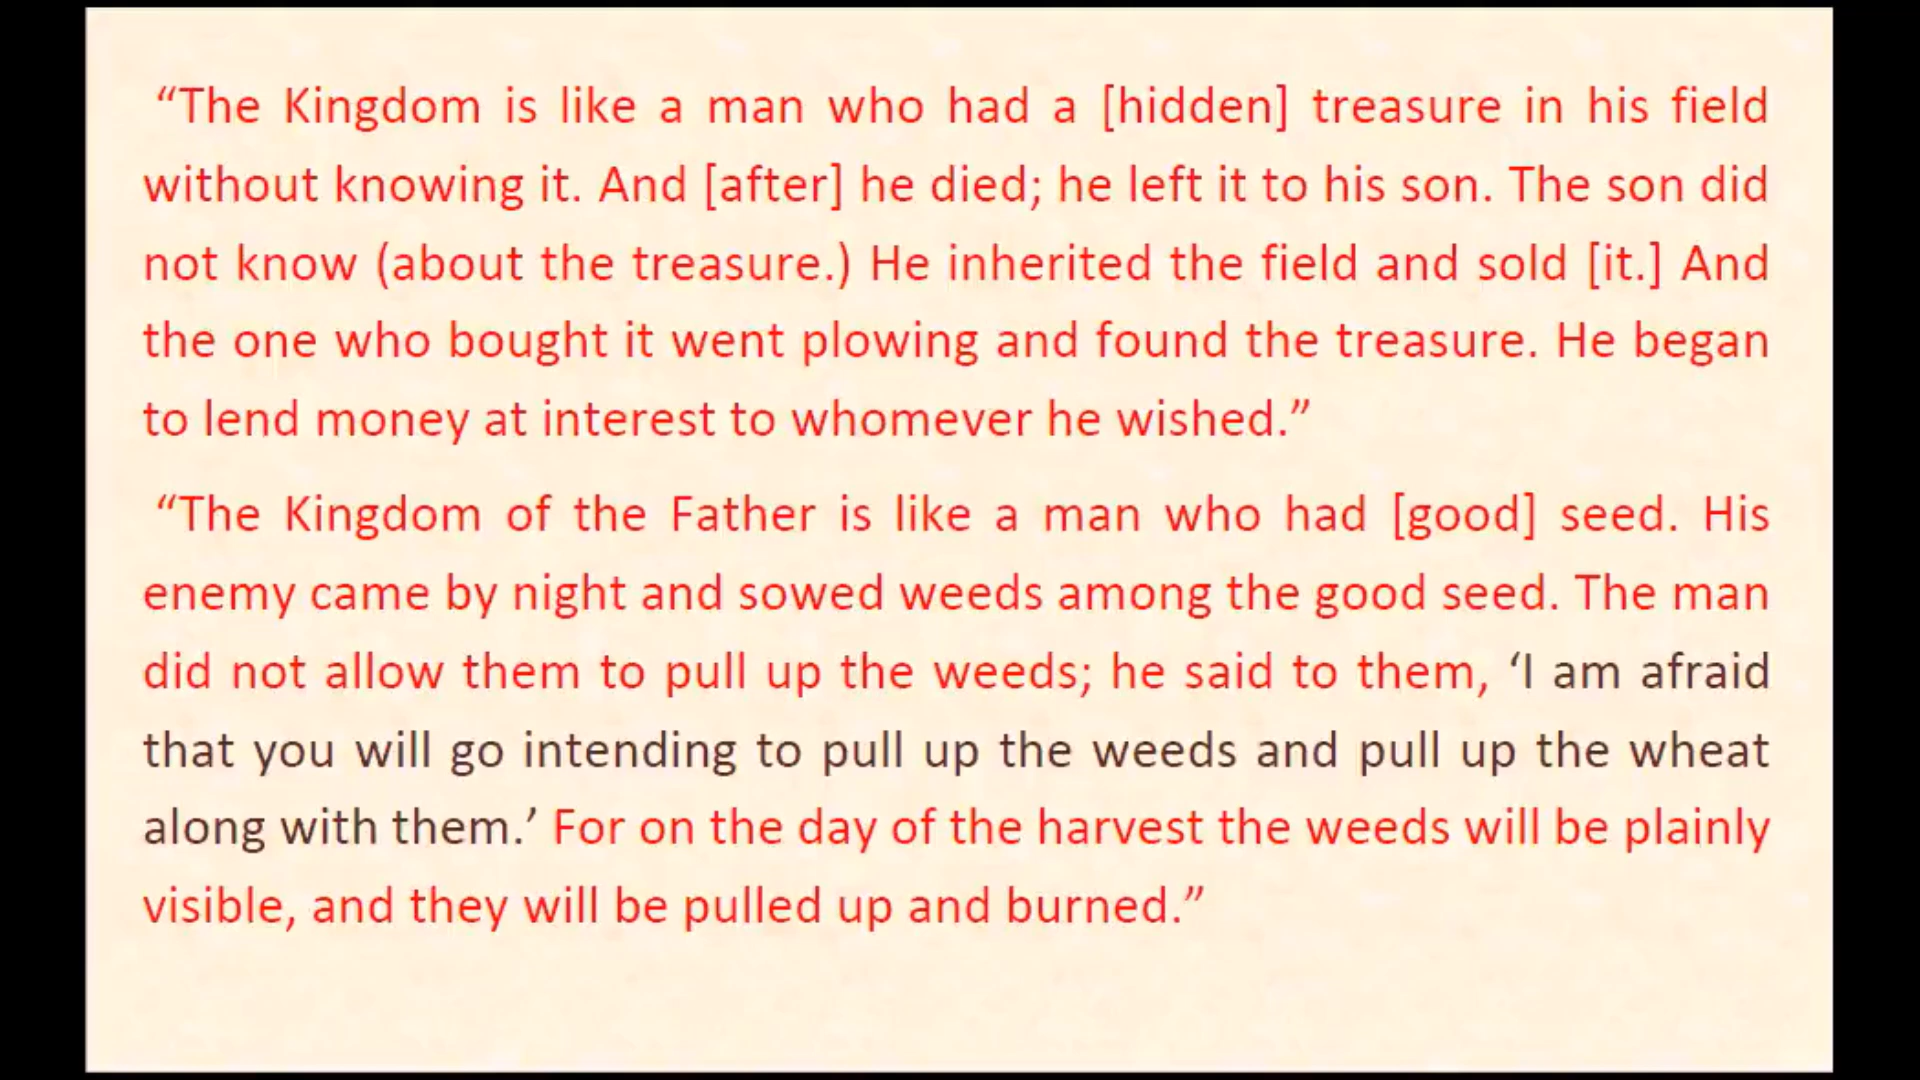 “The Kingdom is like a man who had a [hidden] treasure in his field
without knowing it. And [after] he died; he left it to his son. The son did
not know (about the treasure.) He inherited the field and sold [it.] And
the one who bought it went plowing and found the treasure. He began
to lend money at interest to whomever he wished.”
“The Kingdom of the Father is like a man who had [good] seed. His
enemy came by night and sowed weeds among the good seed. The man
did not allow them to pull up the weeds; he said to them, ‘I am afraid
that you will go intending to pull up the weeds and pull up the wheat
along with them.’ For on the day of the harvest the weeds will be plainly
visible, and they will be pulled up and burned.”